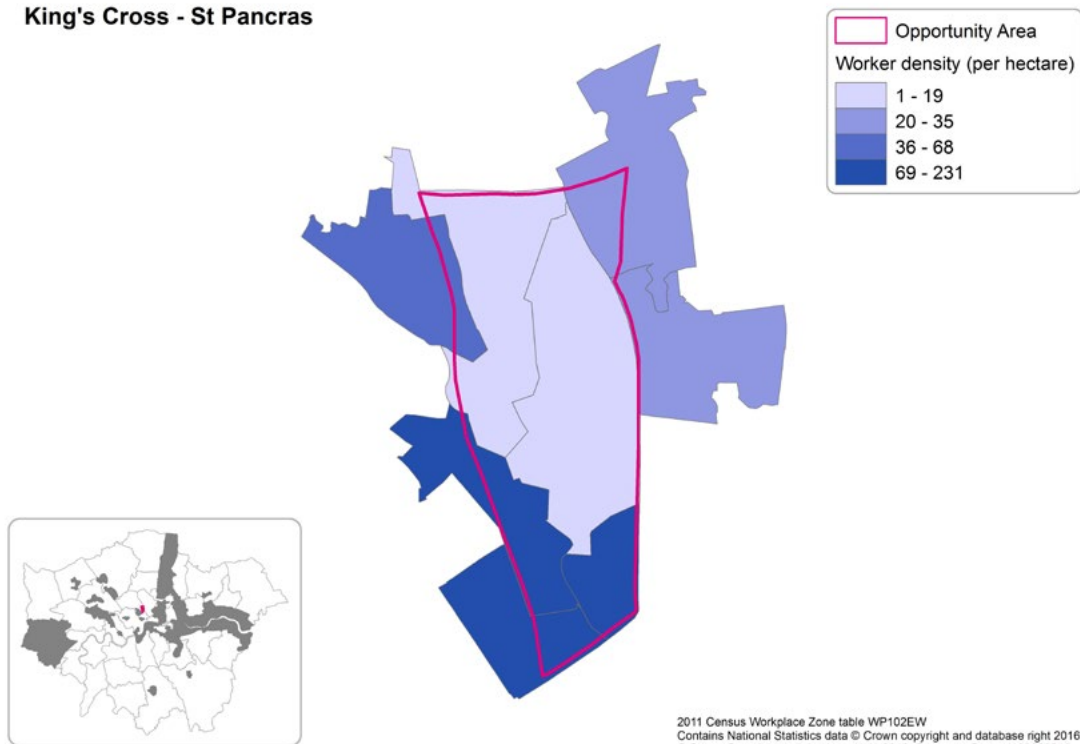 King's Cross - St Pancras
Opportunity Area
Worker density (per hectare)
1 - 19
20 - 35
36 - 68
69 - 231
2011 Census Workplace Zone table WP102EW
Contains National Statistics data © Crown copyright and database right 2016